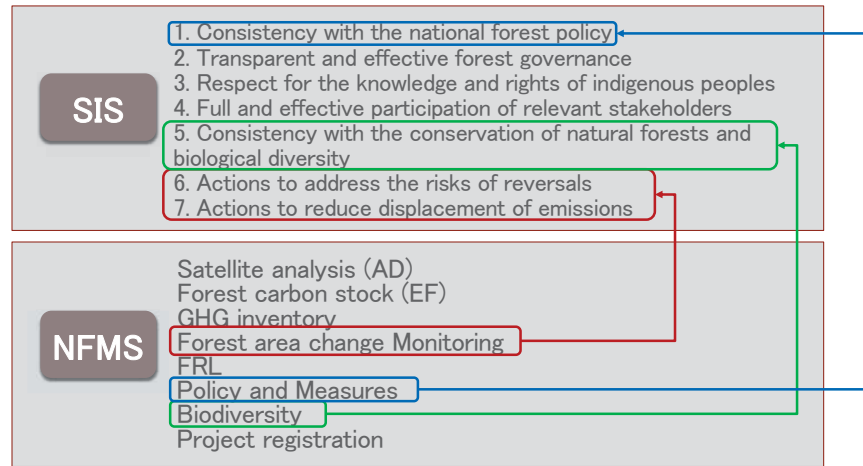 SIS
1. Consistency with the national forest policy
2. Transparent and effective forest governance
3. Respect for the knowledge and rights of indigenous peoples
4. Full and effective participation of relevant stakeholders
5. Consistency with the conservation of natural forests and
biological diversity
6. Actions to address the risks of reversals
7. Actions to reduce displacement of emissions
NFMS
Satellite analysis (AD)
Forest carbon stock (EF)
GHG inventory
Forest area change Monitoring
FRL
Policy and Measures
Biodiversity
Project registration